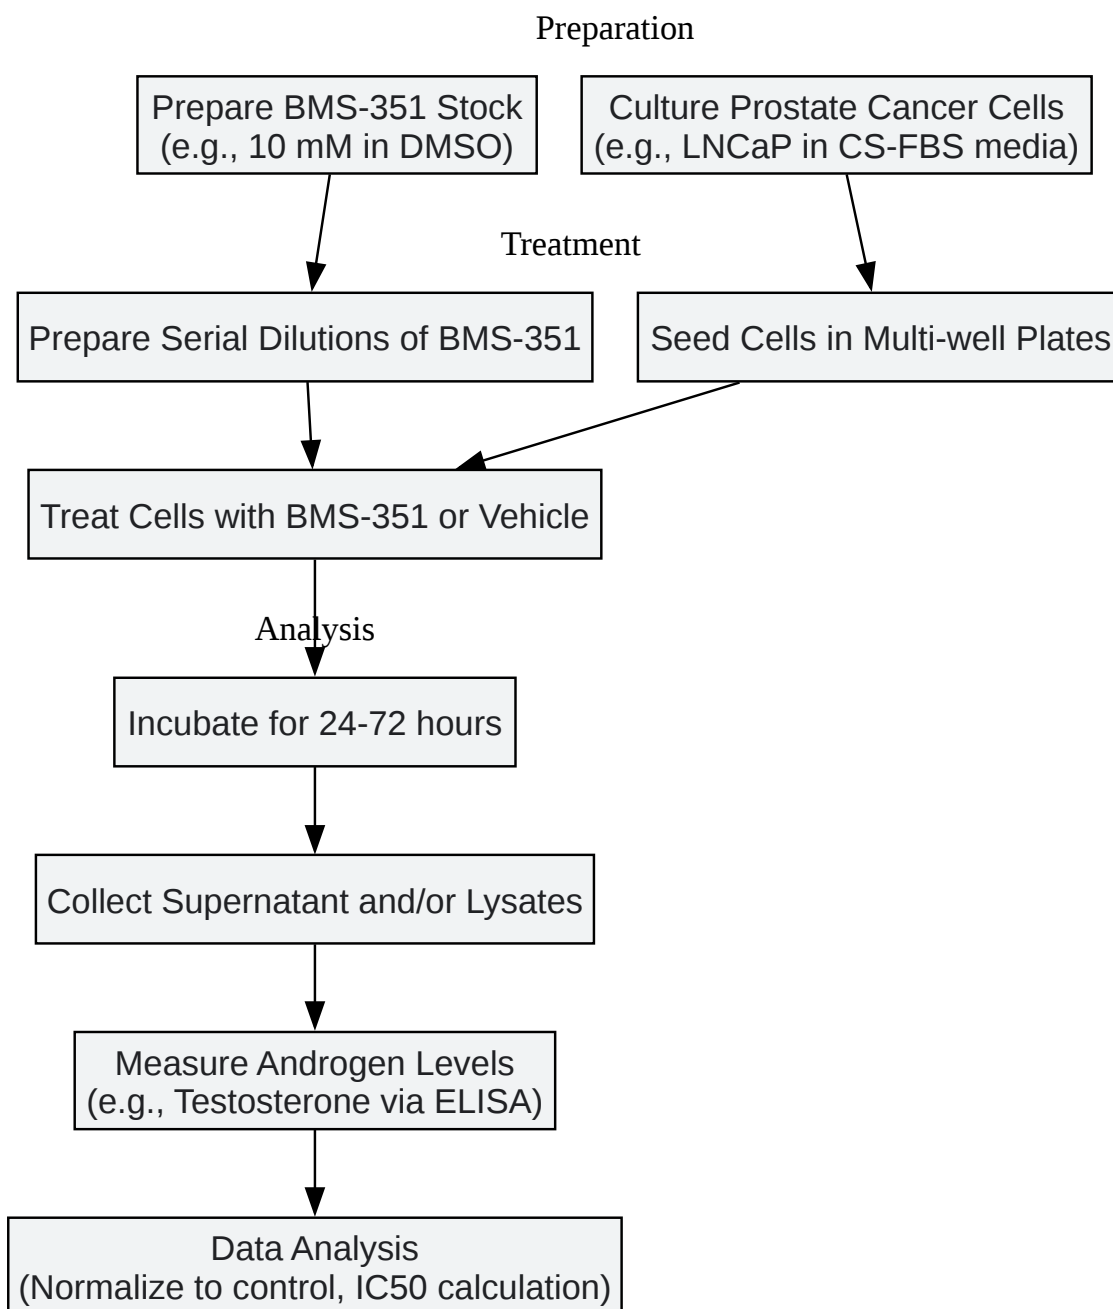 Preparation
Prepare BMS-351 Stock
(e.g., 10 mM in DMSO)
Culture Prostate Cancer Cells
(e.g., LNCaP in CS-FBS media)
Treatment
Prepare Serial Dilutions of BMS-351
Seed Cells in Multi-well Plates
Treat Cells with BMS-351 or Vehicle
Analysis
Incubate for 24-72 hours
Collect Supernatant and/or Lysates
Measure Androgen Levels
(e.g., Testosterone via ELISA)
Data Analysis
(Normalize to control, IC50 calculation)